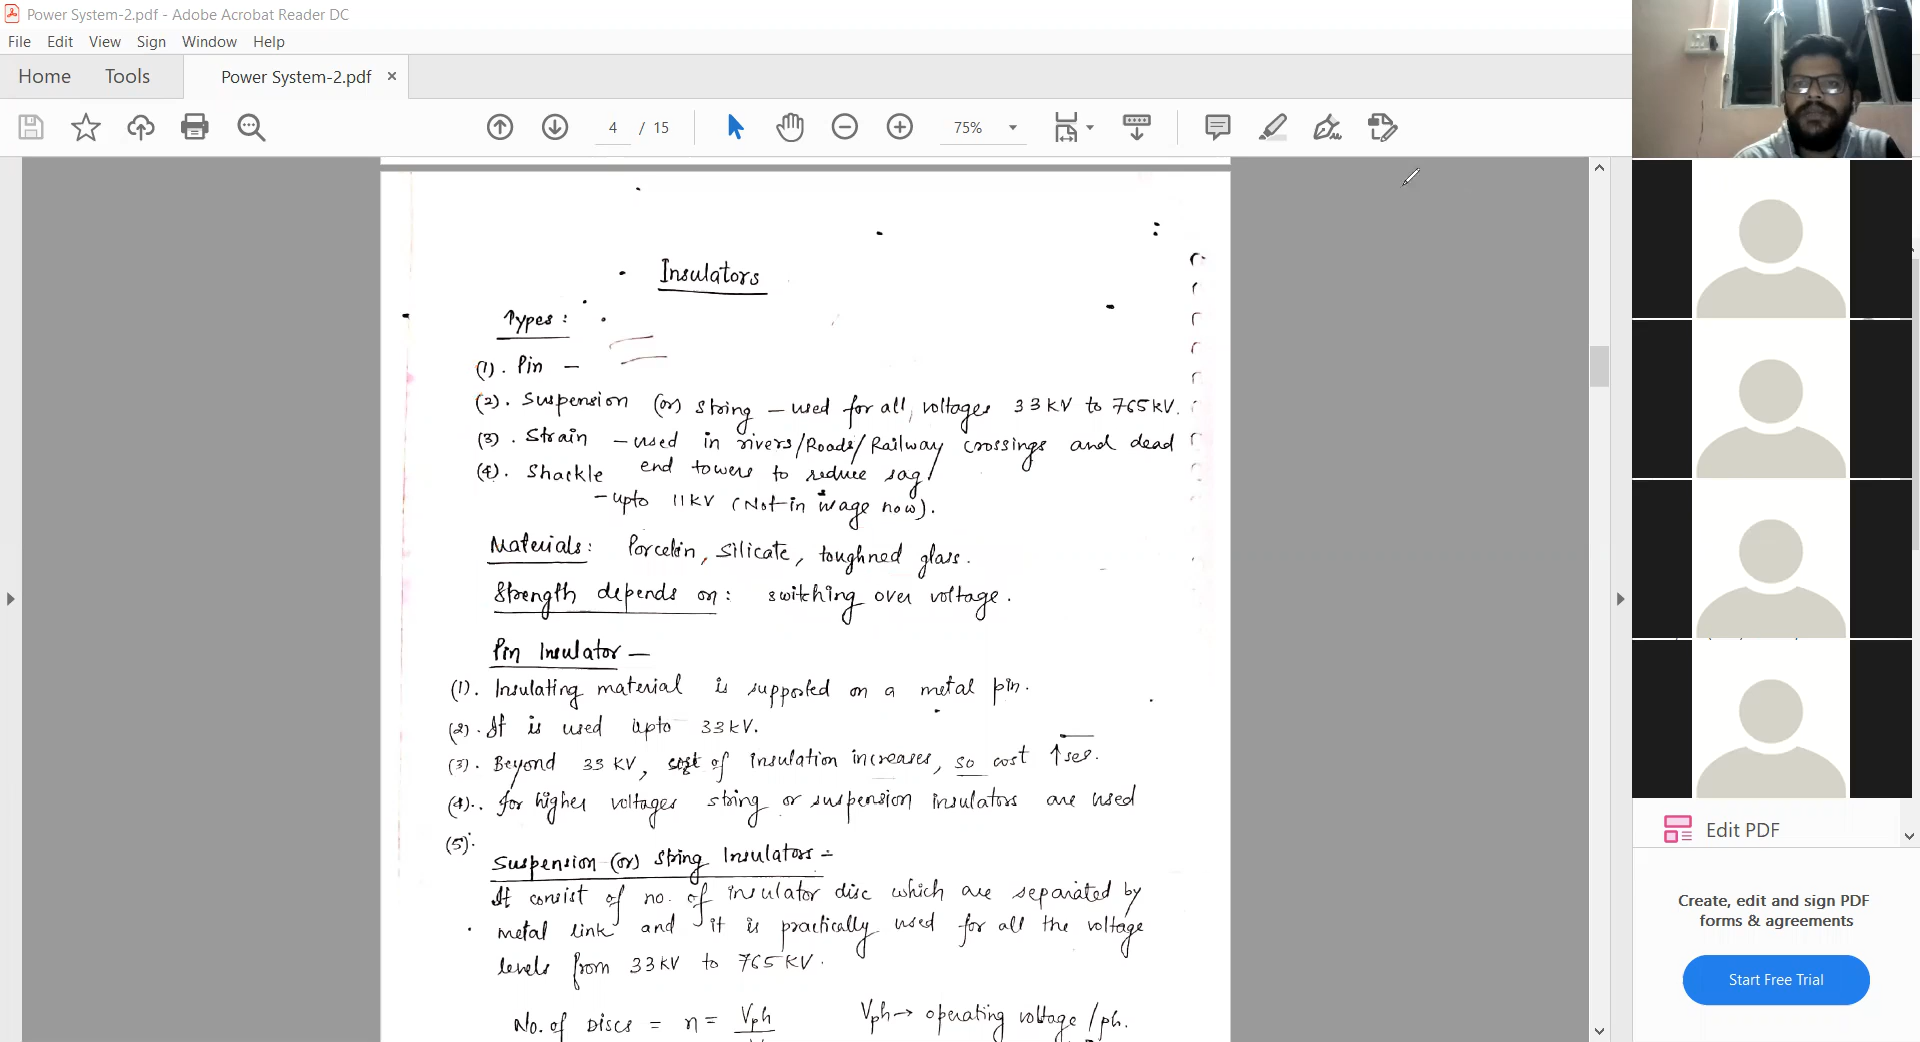 Power System-2.pdf - Adobe Acrobat Reader DC
File Edit View Sign Window Help
Home Tools Power System-2.pdf ×
4 / 15 75%
Insulators
Types:
(1). Pin –
(2). Suspension (or) String – used for all, voltages 33kV to 765kV.
(3). Strain – used in rivers/Roads/Railway crossings and dead
(4). Shackle end towers to reduce sag/
– upto 11kV (Not in usage now).
Materials: Porcelin, Silicate, toughned glass.
Strength depends on: switching over voltage.
Pin Insulator –
(1). Insulating material is supported on a metal pin.
(2). It is used upto 33kV.
(3). Beyond 33 KV, of insulation increases, so cost ↑ses.
(4). for higher voltages string or suspension insulators are used
(5).
Suspension (or) String Insulators:-
It consist of no. of insulator disc which are separated by
metal link and it is practically used for all the voltage
levels from 33kV to 765KV.
No. of Discs = n = Vph Vph → operating voltage /ph.
Edit PDF
Create, edit and sign PDF
forms & agreements
Start Free Trial